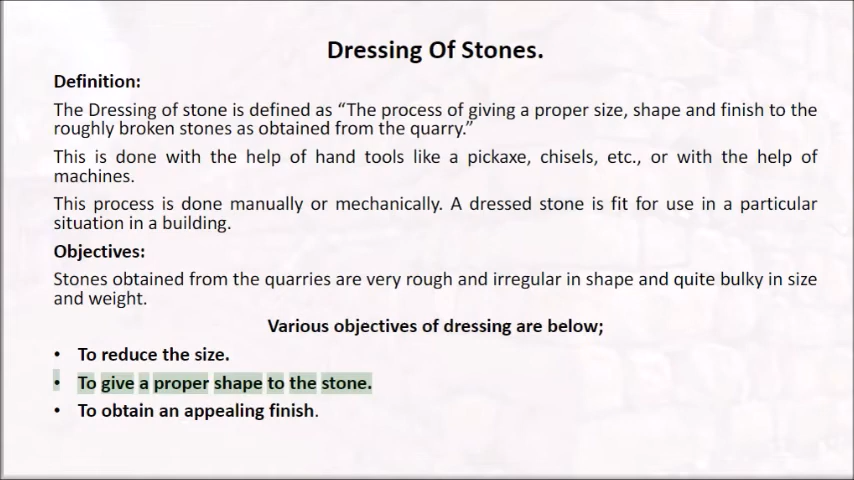 Dressing Of Stones.
Definition:
The Dressing of stone is defined as “The process of giving a proper size, shape and finish to the
roughly broken stones as obtained from the quarry.”
This is done with the help of hand tools like a pickaxe, chisels, etc., or with the help of
machines.
This process is done manually or mechanically. A dressed stone is fit for use in a particular
situation in a building.
Objectives:
Stones obtained from the quarries are very rough and irregular in shape and quite bulky in size
and weight.
Various objectives of dressing are below;
• To reduce the size.
• To give a proper shape to the stone.
• To obtain an appealing finish.